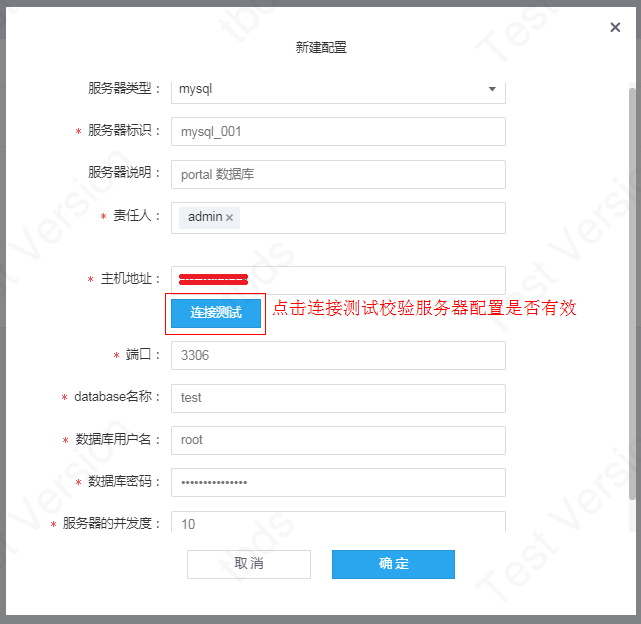 新建配置
服务器类型： mysql
* 服务器标识： mysql_001
服务器说明： portal 数据库
* 责任人： admin ×
* 主机地址：
连接测试 点击连接测试校验服务器配置是否有效
* 端口： 3306
* database名称： test
* 数据库用户名： root
* 数据库密码： •••••••••••••••
* 服务器的并发度： 10
取消 确定
tbds
Test Version
tbds
Test Version
tbds
Test Version